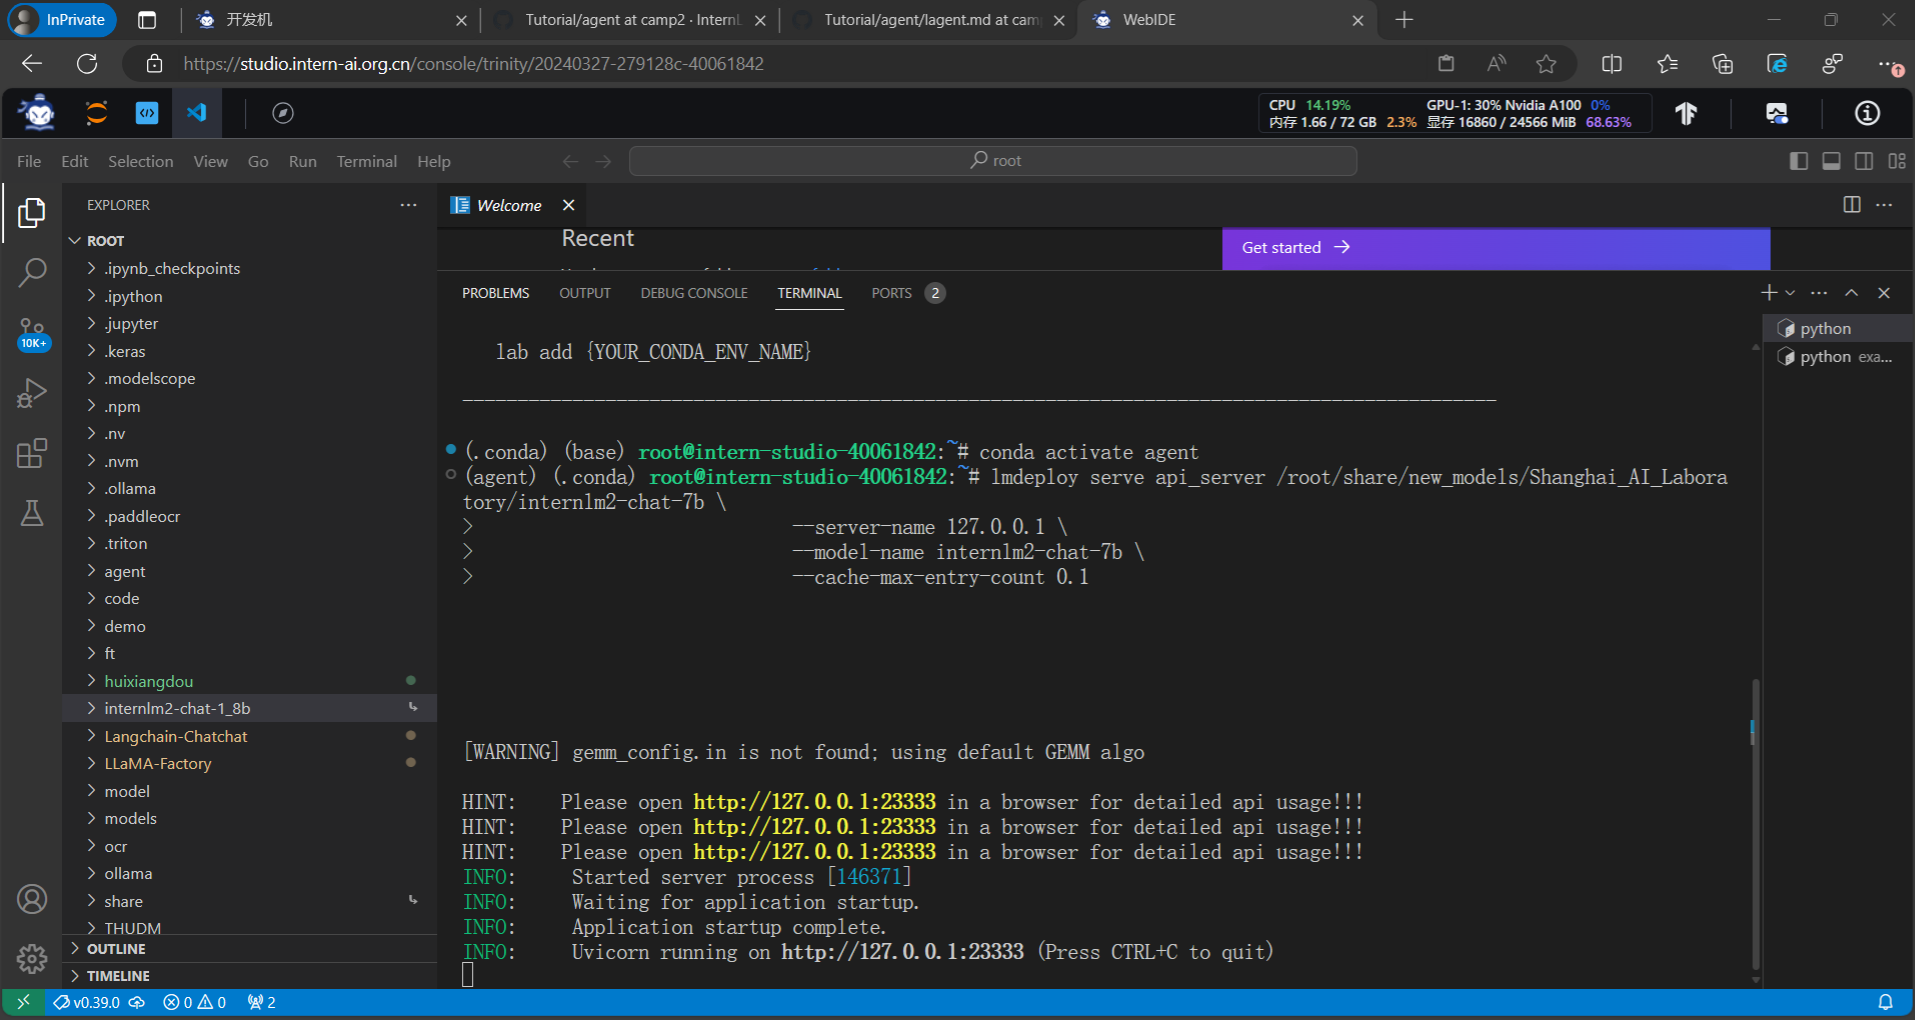 InPrivate
开发机
Tutorial/agent at camp2 · InternL
Tutorial/agent/lagent.md at cam
WebIDE
https://studio.intern-ai.org.cn/console/trinity/20240327-279128c-40061842
CPU 14.19% GPU-1: 30% Nvidia A100 0%
内存 1.66 / 72 GB 2.3% 显存 16860 / 24566 MiB 68.63%
File Edit Selection View Go Run Terminal Help
root
EXPLORER
Welcome
ROOT
.ipynb_checkpoints
.ipython
.jupyter
.keras
.modelscope
.npm
.nv
.nvm
.ollama
.paddleocr
.triton
agent
code
demo
ft
huixiangdou
internlm2-chat-1_8b
Langchain-Chatchat
LLaMA-Factory
model
models
ocr
ollama
share
THUDM
OUTLINE
TIMELINE
10K+
Recent
Get started
PROBLEMS OUTPUT DEBUG CONSOLE TERMINAL PORTS 2
python
python exa...
lab add {YOUR_CONDA_ENV_NAME}
(.conda) (base) root@intern-studio-40061842:~# conda activate agent
(agent) (.conda) root@intern-studio-40061842:~# lmdeploy serve api_server /root/share/new_models/Shanghai_AI_Labora
tory/internlm2-chat-7b \
> --server-name 127.0.0.1 \
> --model-name internlm2-chat-7b \
> --cache-max-entry-count 0.1
[WARNING] gemm_config.in is not found; using default GEMM algo
HINT: Please open http://127.0.0.1:23333 in a browser for detailed api usage!!!
HINT: Please open http://127.0.0.1:23333 in a browser for detailed api usage!!!
HINT: Please open http://127.0.0.1:23333 in a browser for detailed api usage!!!
INFO: Started server process [146371]
INFO: Waiting for application startup.
INFO: Application startup complete.
INFO: Uvicorn running on http://127.0.0.1:23333 (Press CTRL+C to quit)
v0.39.0 0 0 2